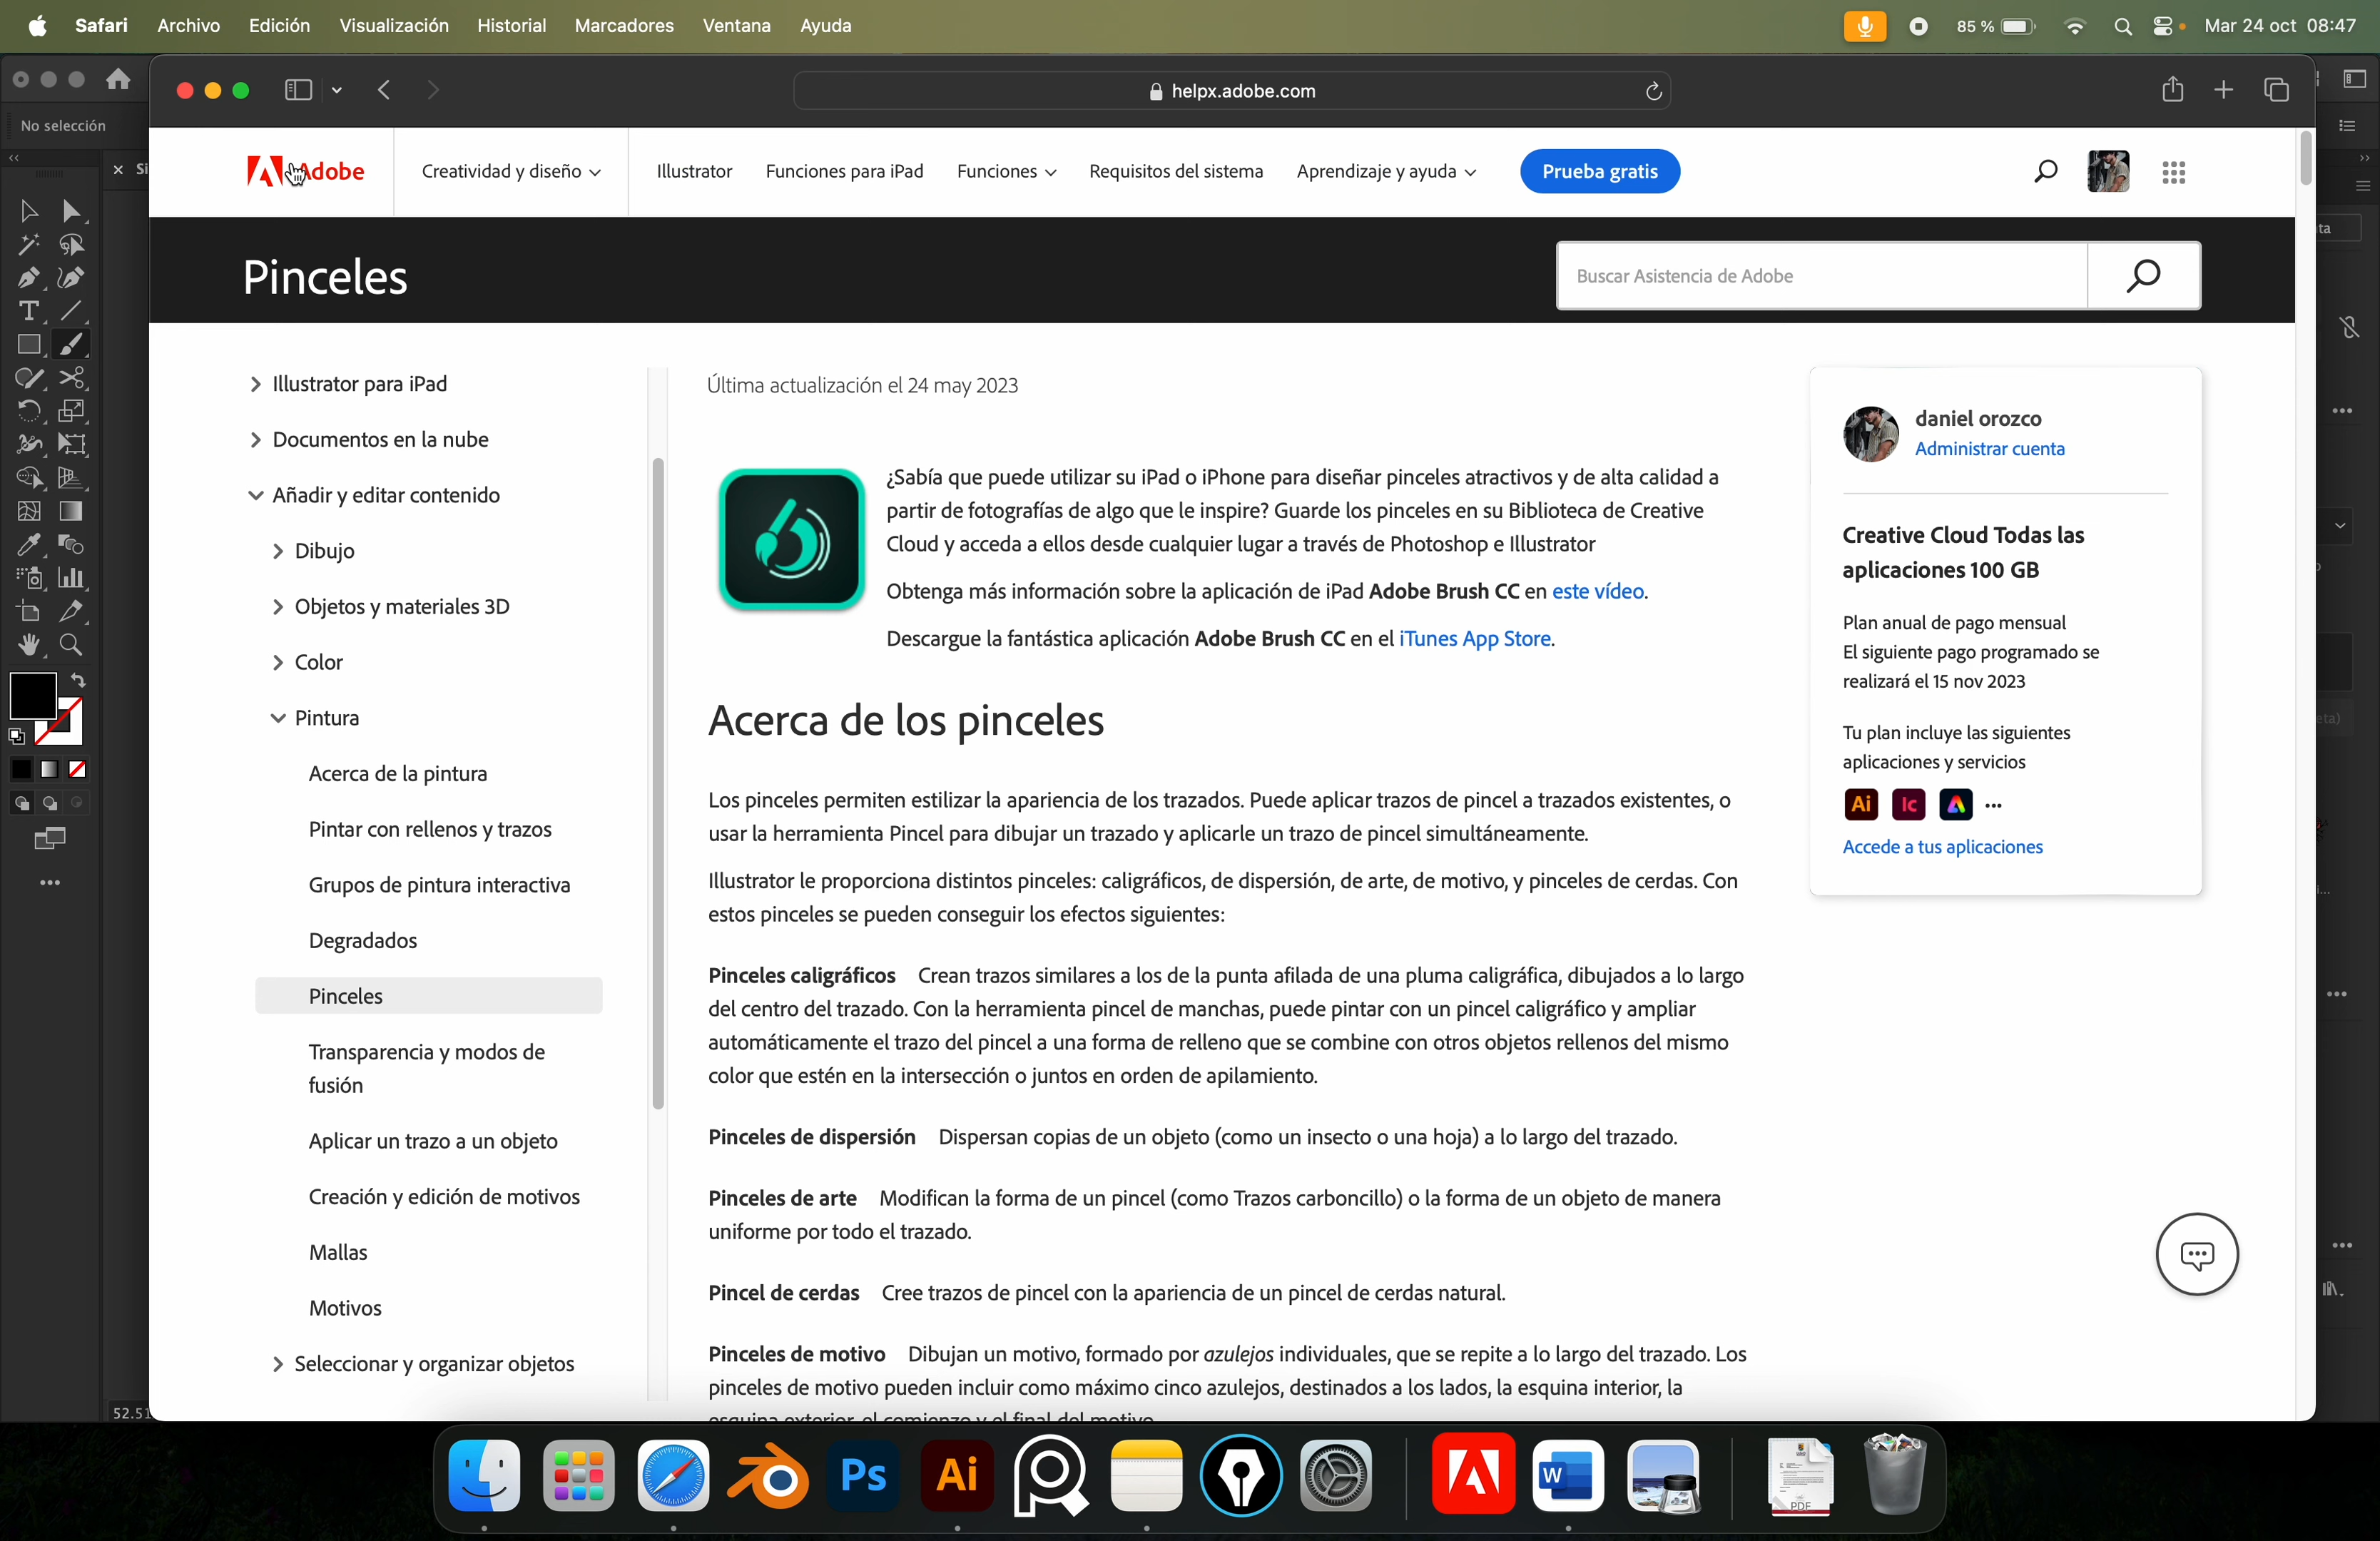 Safari Archivo Edición Visualización Historial Marcadores Ventana Ayuda 85 % Mar 24 oct 08:47
helpx.adobe.com
No selección
Adobe Creatividad y diseño Illustrator Funciones para iPad Funciones Requisitos del sistema Aprendizaje y ayuda Prueba gratis
Si
Pinceles
Buscar Asistencia de Adobe
ta
Illustrator para iPad
Documentos en la nube
Añadir y editar contenido
Dibujo
Objetos y materiales 3D
Color
Pintura
Acerca de la pintura
Pintar con rellenos y trazos
Grupos de pintura interactiva
Degradados
Pinceles
Transparencia y modos de
fusión
Aplicar un trazo a un objeto
Creación y edición de motivos
Mallas
Motivos
Seleccionar y organizar objetos
Última actualización el 24 may 2023
¿Sabía que puede utilizar su iPad o iPhone para diseñar pinceles atractivos y de alta calidad a
partir de fotografías de algo que le inspire? Guarde los pinceles en su Biblioteca de Creative
Cloud y acceda a ellos desde cualquier lugar a través de Photoshop e Illustrator
Obtenga más información sobre la aplicación de iPad Adobe Brush CC en este vídeo.
Descargue la fantástica aplicación Adobe Brush CC en el iTunes App Store.
Acerca de los pinceles
Los pinceles permiten estilizar la apariencia de los trazados. Puede aplicar trazos de pincel a trazados existentes, o
usar la herramienta Pincel para dibujar un trazado y aplicarle un trazo de pincel simultáneamente.
Illustrator le proporciona distintos pinceles: caligráficos, de dispersión, de arte, de motivo, y pinceles de cerdas. Con
estos pinceles se pueden conseguir los efectos siguientes:
Pinceles caligráficos Crean trazos similares a los de la punta afilada de una pluma caligráfica, dibujados a lo largo
del centro del trazado. Con la herramienta pincel de manchas, puede pintar con un pincel caligráfico y ampliar
automáticamente el trazo del pincel a una forma de relleno que se combine con otros objetos rellenos del mismo
color que estén en la intersección o juntos en orden de apilamiento.
Pinceles de dispersión Dispersan copias de un objeto (como un insecto o una hoja) a lo largo del trazado.
Pinceles de arte Modifican la forma de un pincel (como Trazos carboncillo) o la forma de un objeto de manera
uniforme por todo el trazado.
Pincel de cerdas Cree trazos de pincel con la apariencia de un pincel de cerdas natural.
Pinceles de motivo Dibujan un motivo, formado por azulejos individuales, que se repite a lo largo del trazado. Los
pinceles de motivo pueden incluir como máximo cinco azulejos, destinados a los lados, la esquina interior, la
esquina exterior, el comienzo y el final del motivo.
daniel orozco
Administrar cuenta
Creative Cloud Todas las
aplicaciones 100 GB
Plan anual de pago mensual
El siguiente pago programado se
realizará el 15 nov 2023
Tu plan incluye las siguientes
aplicaciones y servicios
Ai Ic
Accede a tus aplicaciones
eta)
52.51
Ps Ai W PDF